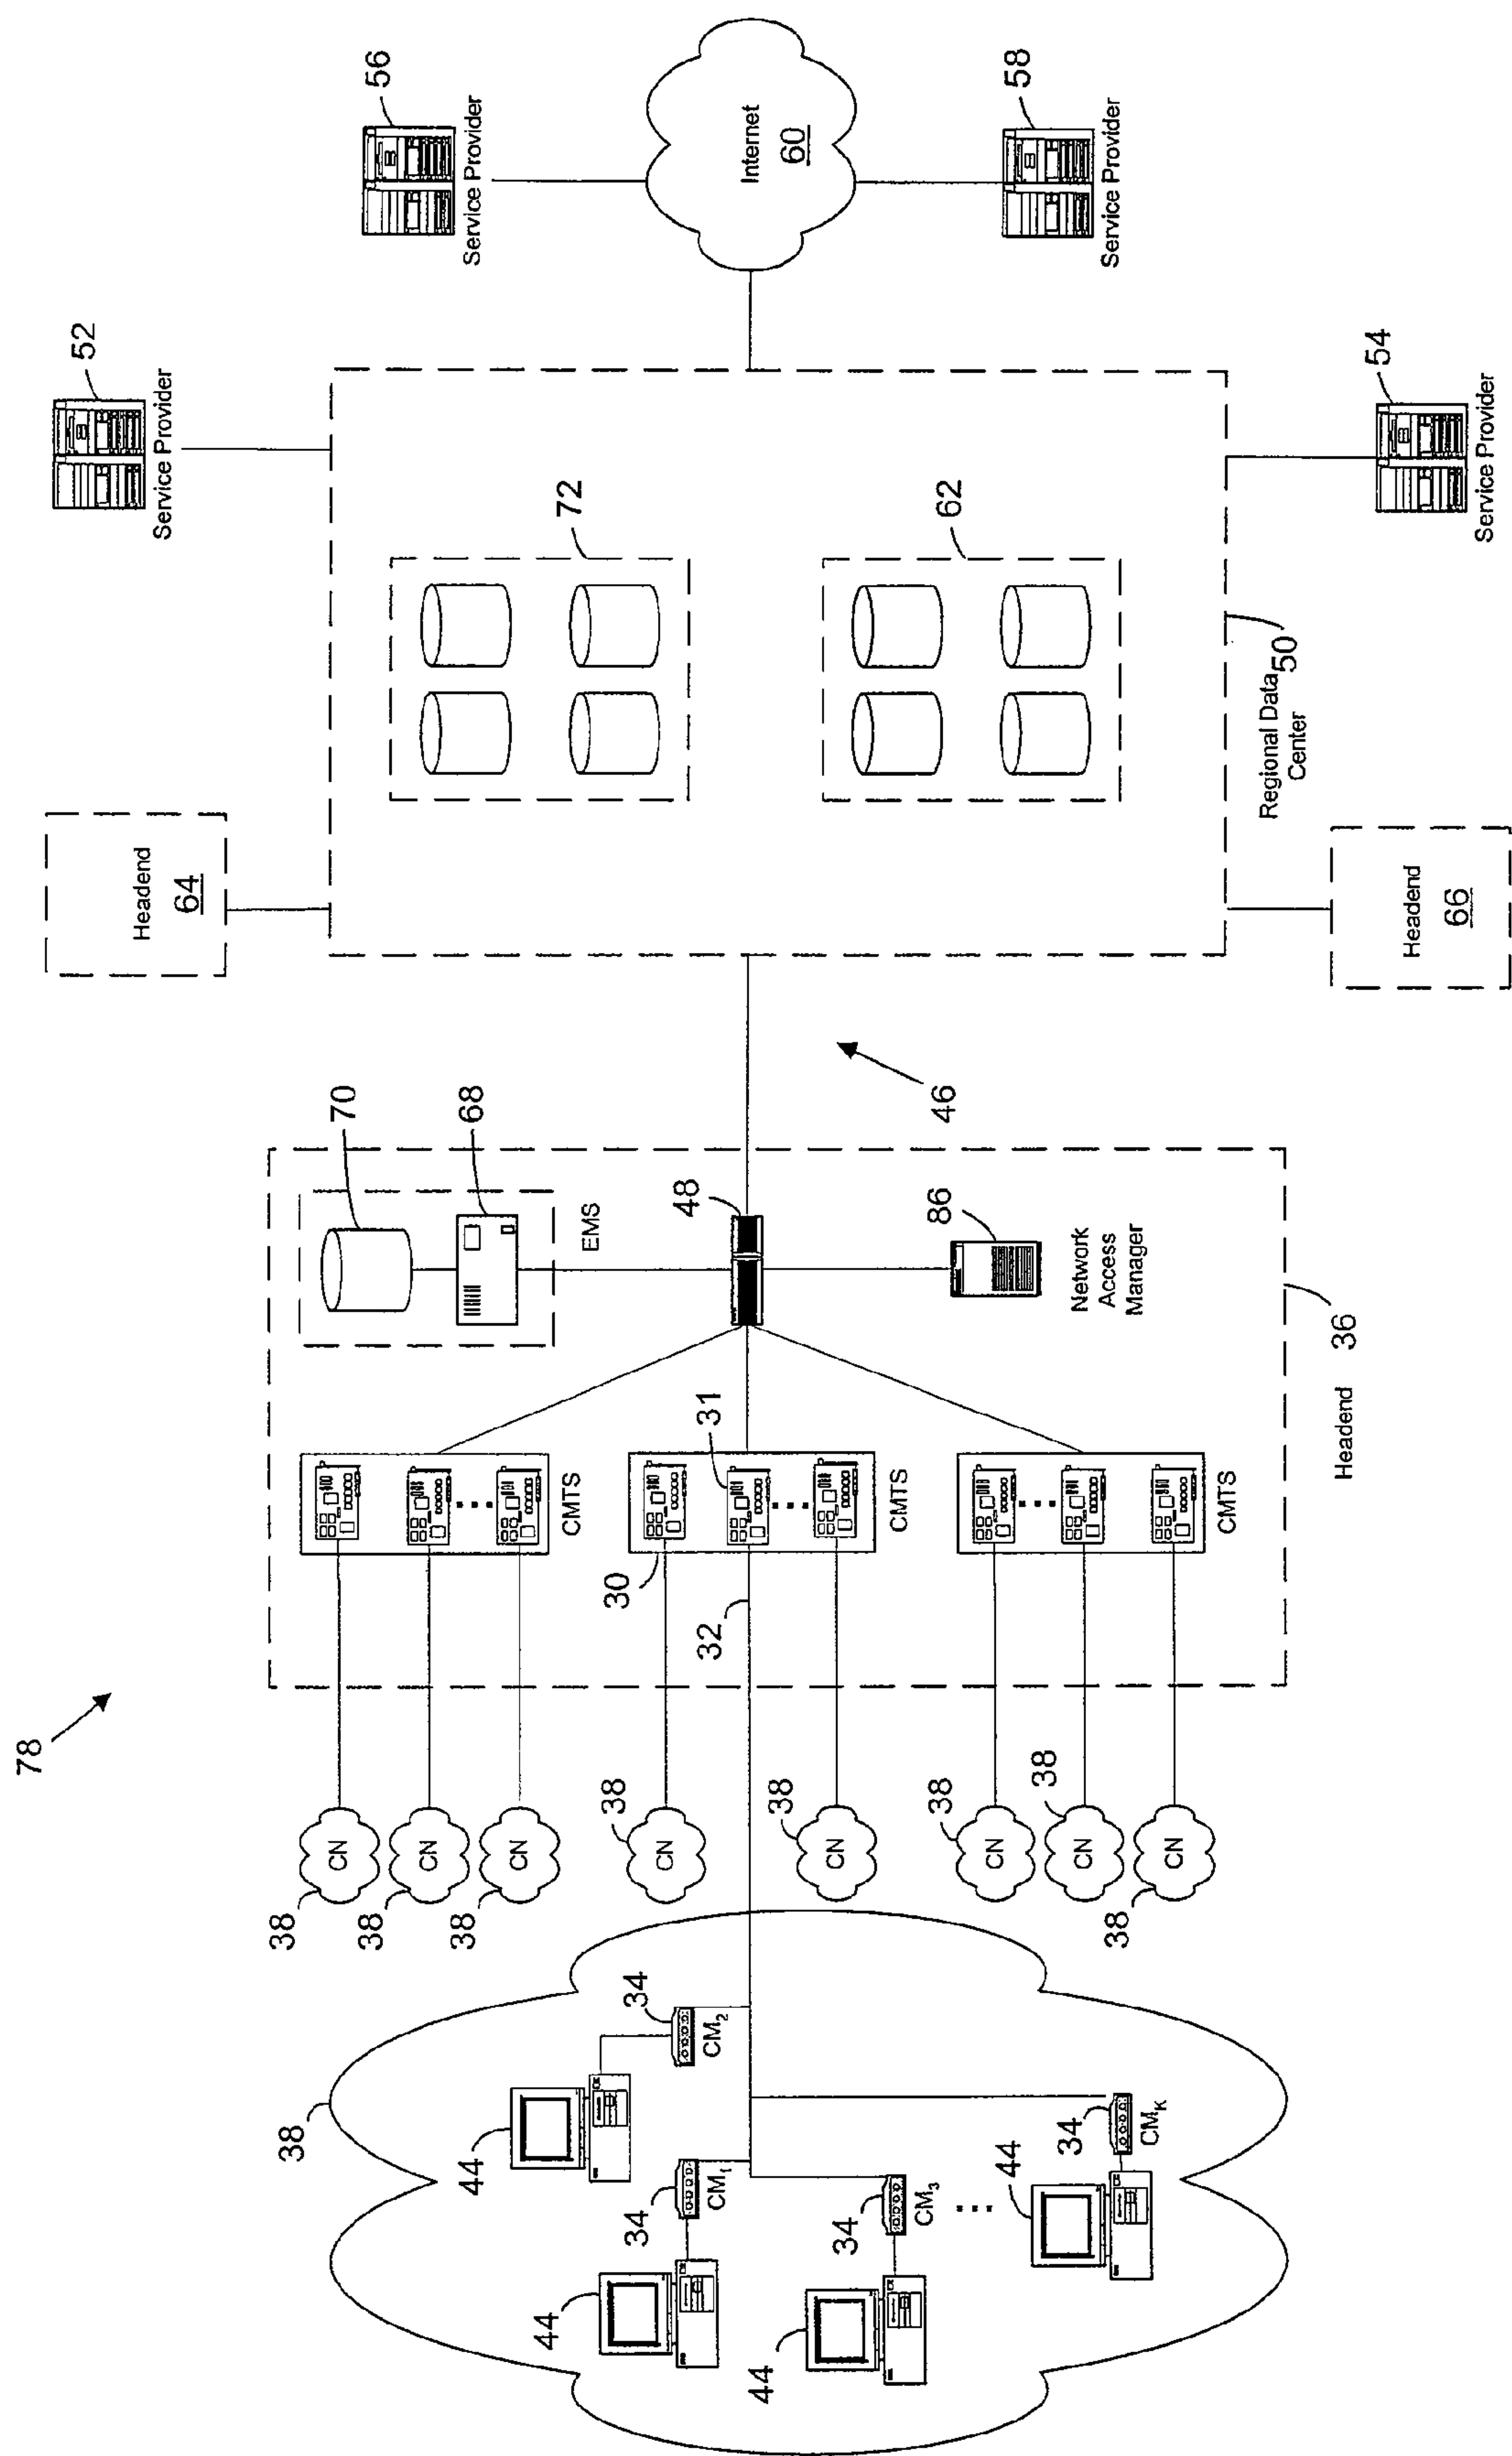 78
38
44
34
CM₂
44
34
CM₁
44
34
CM₃
44
34
CMₖ
38
CN
38
CN
38
CN
38
CN
38
CN
38
CN
38
CN
38
CN
32
30
31
CMTS
CMTS
CMTS
70
68
EMS
48
86
Network
Access
Manager
36
Headend
46
Headend
64
Headend
66
72
62
50
Regional Data
Center
52
Service Provider
54
Service Provider
56
Service Provider
Internet
60
58
Service Provider